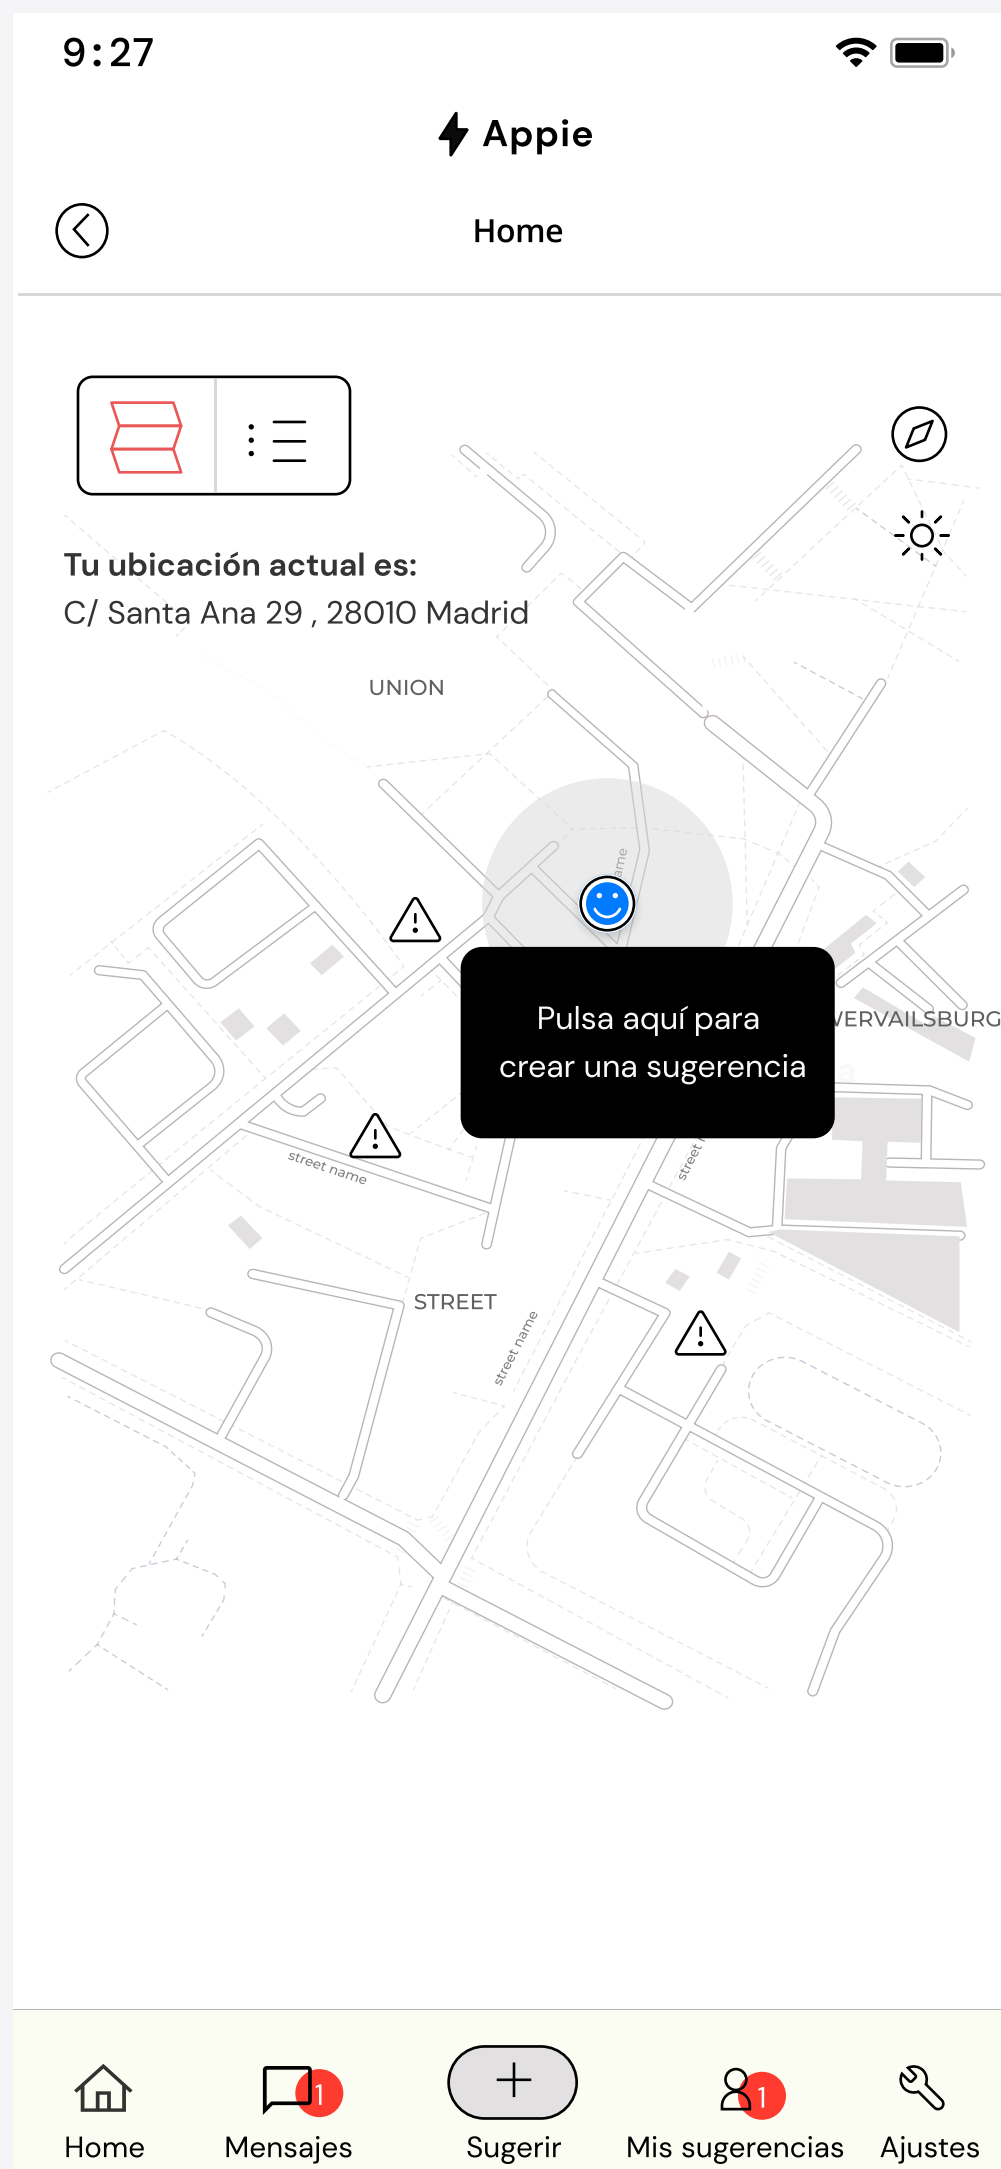 9:27
Appie
Home
Tu ubicación actual es:
C/ Santa Ana 29 , 28010 Madrid
UNION
Pulsa aquí para
crear una sugerencia
street name
STREET
street name
Home
1
Mensajes
Sugerir
1
Mis sugerencias
Ajustes